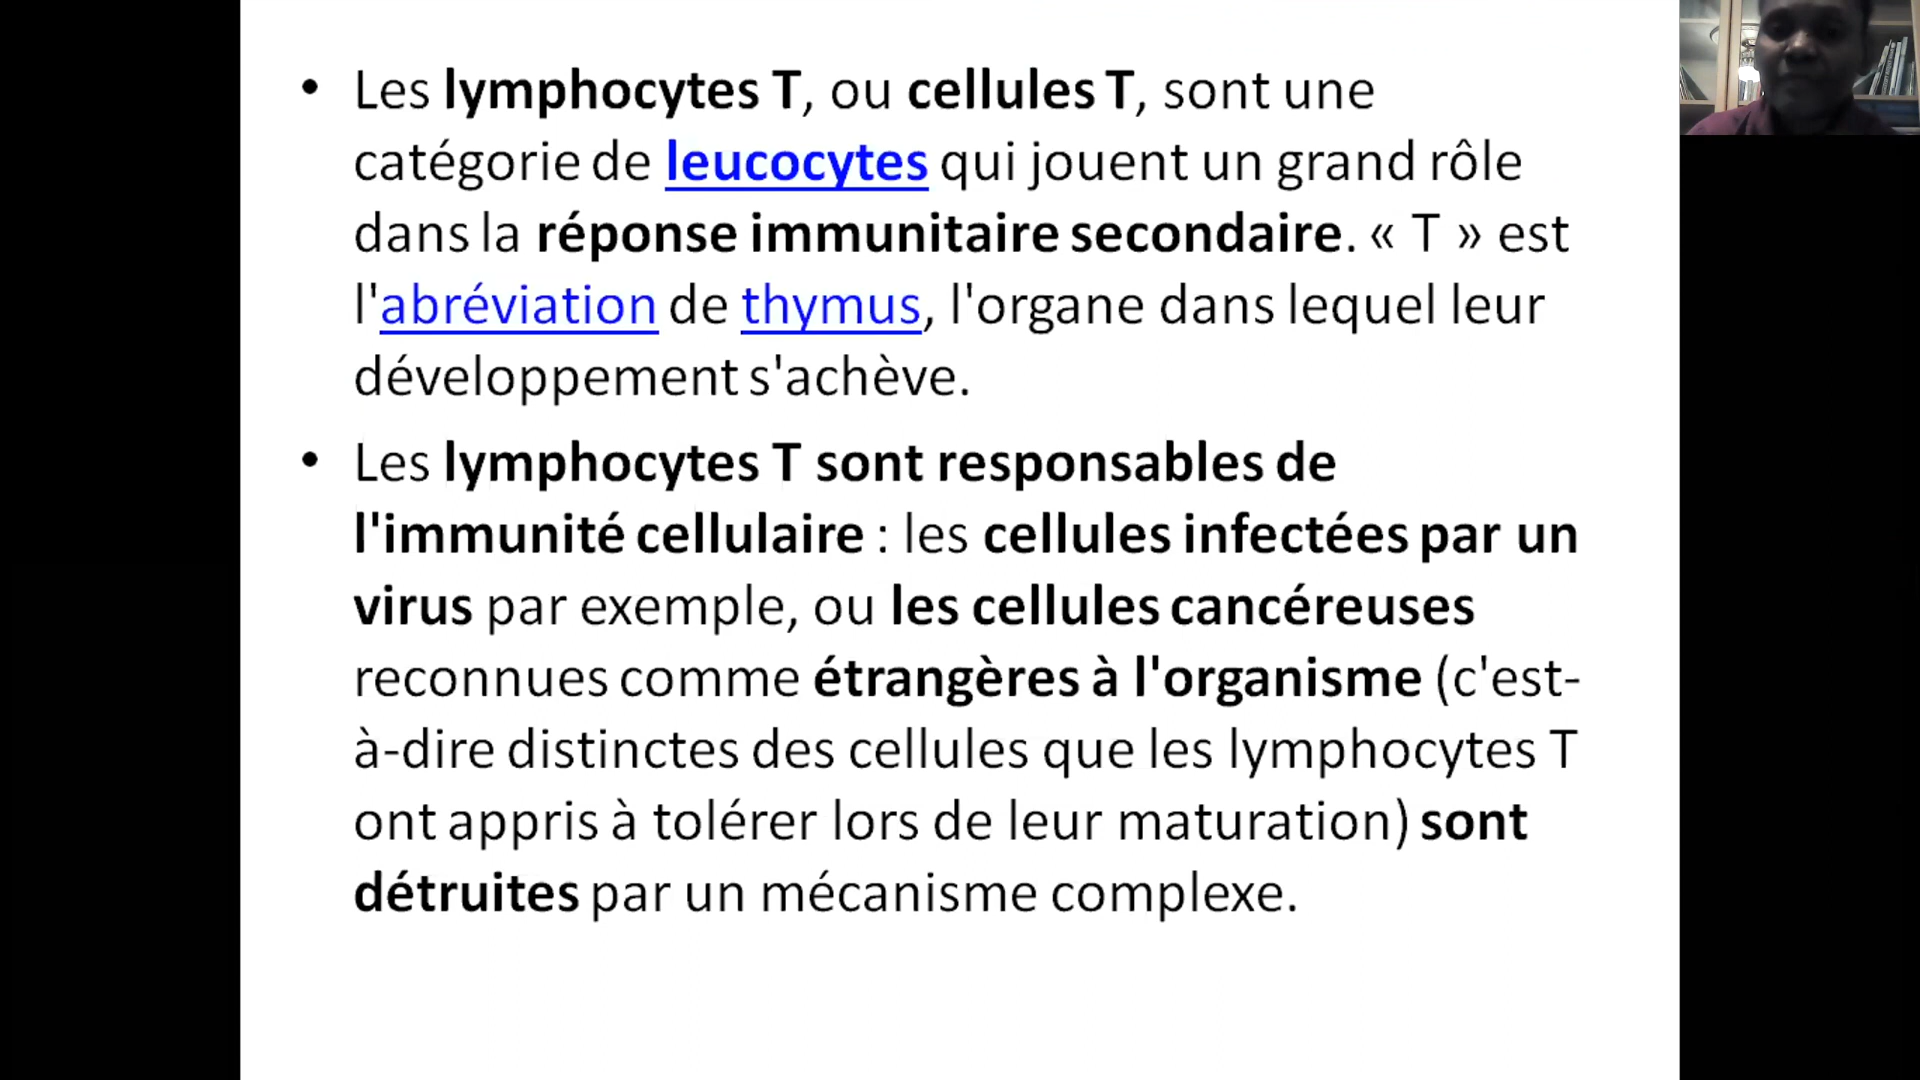 • Les lymphocytes T, ou cellules T, sont une
catégorie de leucocytes qui jouent un grand rôle
dans la réponse immunitaire secondaire. « T » est
l'abréviation de thymus, l'organe dans lequel leur
développement s'achève.
• Les lymphocytes T sont responsables de
l'immunité cellulaire : les cellules infectées par un
virus par exemple, ou les cellules cancéreuses
reconnues comme étrangères à l'organisme (c'est-
à-dire distinctes des cellules que les lymphocytes T
ont appris à tolérer lors de leur maturation) sont
détruites par un mécanisme complexe.